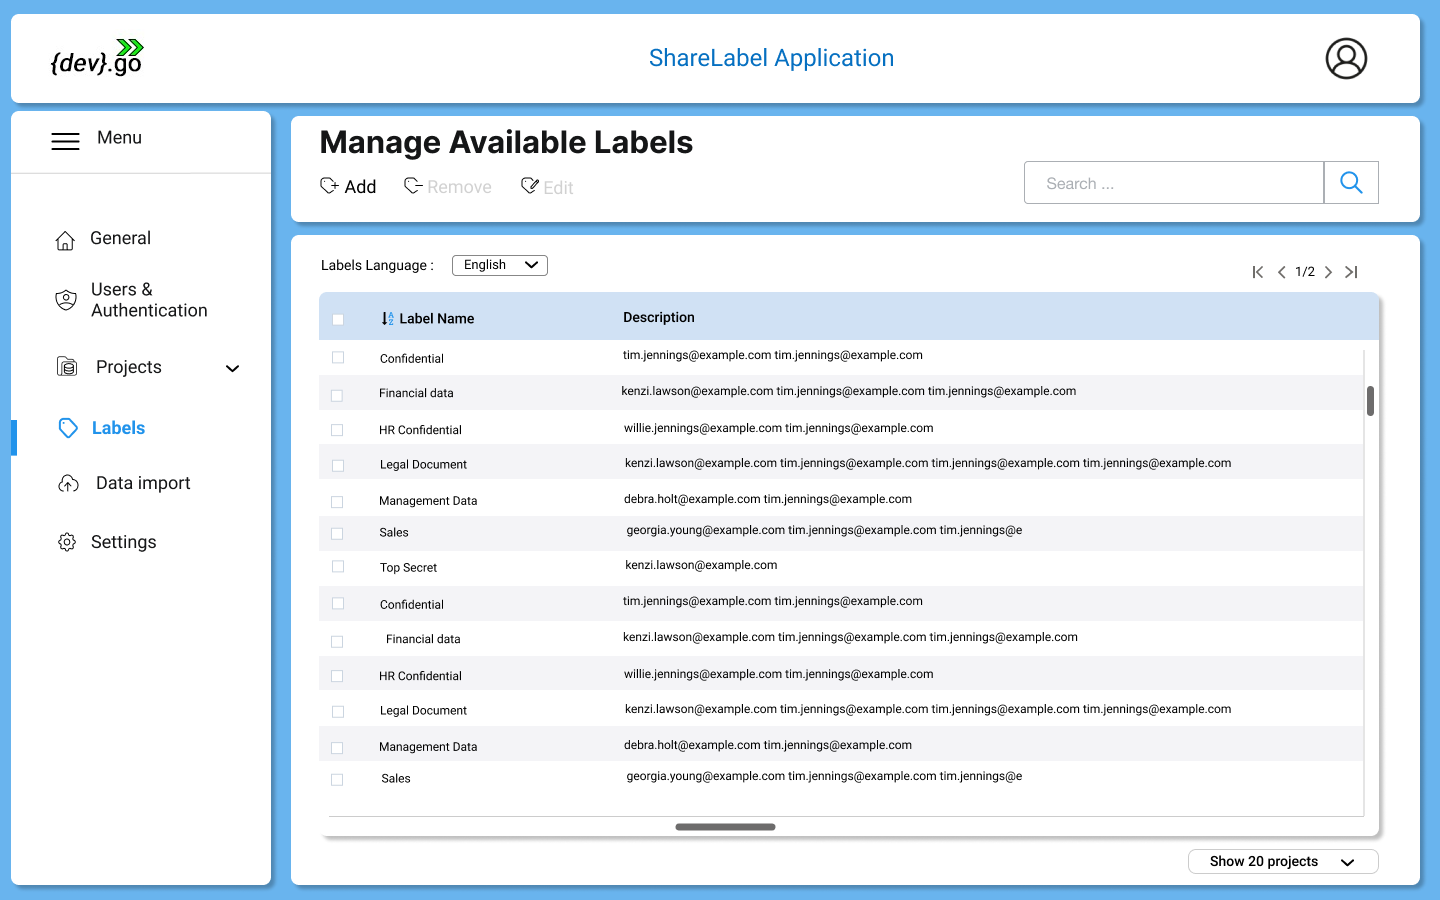 {dev}.go
ShareLabel Application
Menu
General
Users &
Authentication
Projects
Labels
Data import
Settings
Manage Available Labels
Add Remove Edit
Search ...
Labels Language : English
1/2
Label Name Description
Confidential tim.jennings@example.com tim.jennings@example.com
Financial data kenzi.lawson@example.com tim.jennings@example.com tim.jennings@example.com
HR Confidential willie.jennings@example.com tim.jennings@example.com
Legal Document kenzi.lawson@example.com tim.jennings@example.com tim.jennings@example.com tim.jennings@example.com
Management Data debra.holt@example.com tim.jennings@example.com
Sales georgia.young@example.com tim.jennings@example.com tim.jennings@e
Top Secret kenzi.lawson@example.com
Confidential tim.jennings@example.com tim.jennings@example.com
Financial data kenzi.lawson@example.com tim.jennings@example.com tim.jennings@example.com
HR Confidential willie.jennings@example.com tim.jennings@example.com
Legal Document kenzi.lawson@example.com tim.jennings@example.com tim.jennings@example.com tim.jennings@example.com
Management Data debra.holt@example.com tim.jennings@example.com
Sales georgia.young@example.com tim.jennings@example.com tim.jennings@e
Show 20 projects